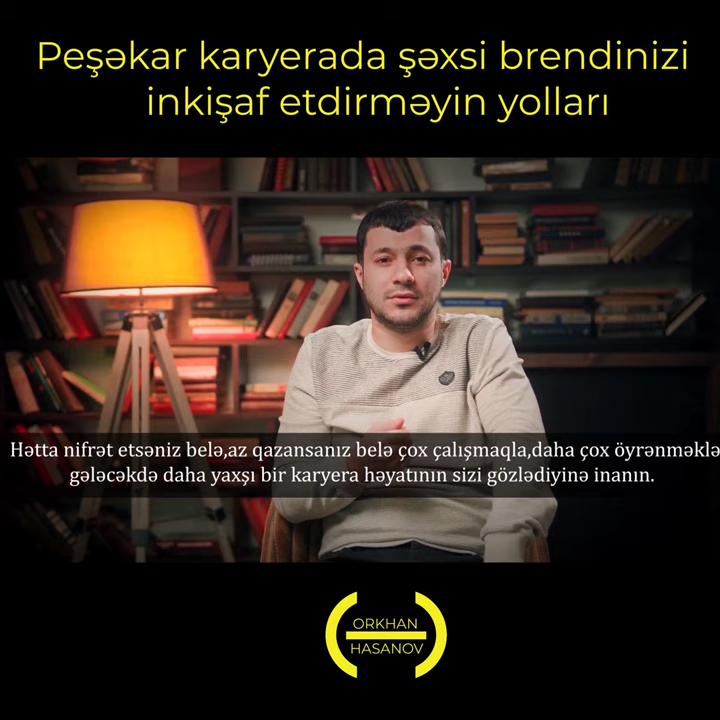 Peşəkar karyerada şəxsi brendinizi
inkişaf etdirməyin yolları
Hətta nifrət etsəniz belə,az qazansanız belə çox çalışmaqla,daha çox öyrənməklə
gələcəkdə daha yaxşı bir karyera həyatının sizi gözlədiyinə inanın.
ORKHAN
HASANOV